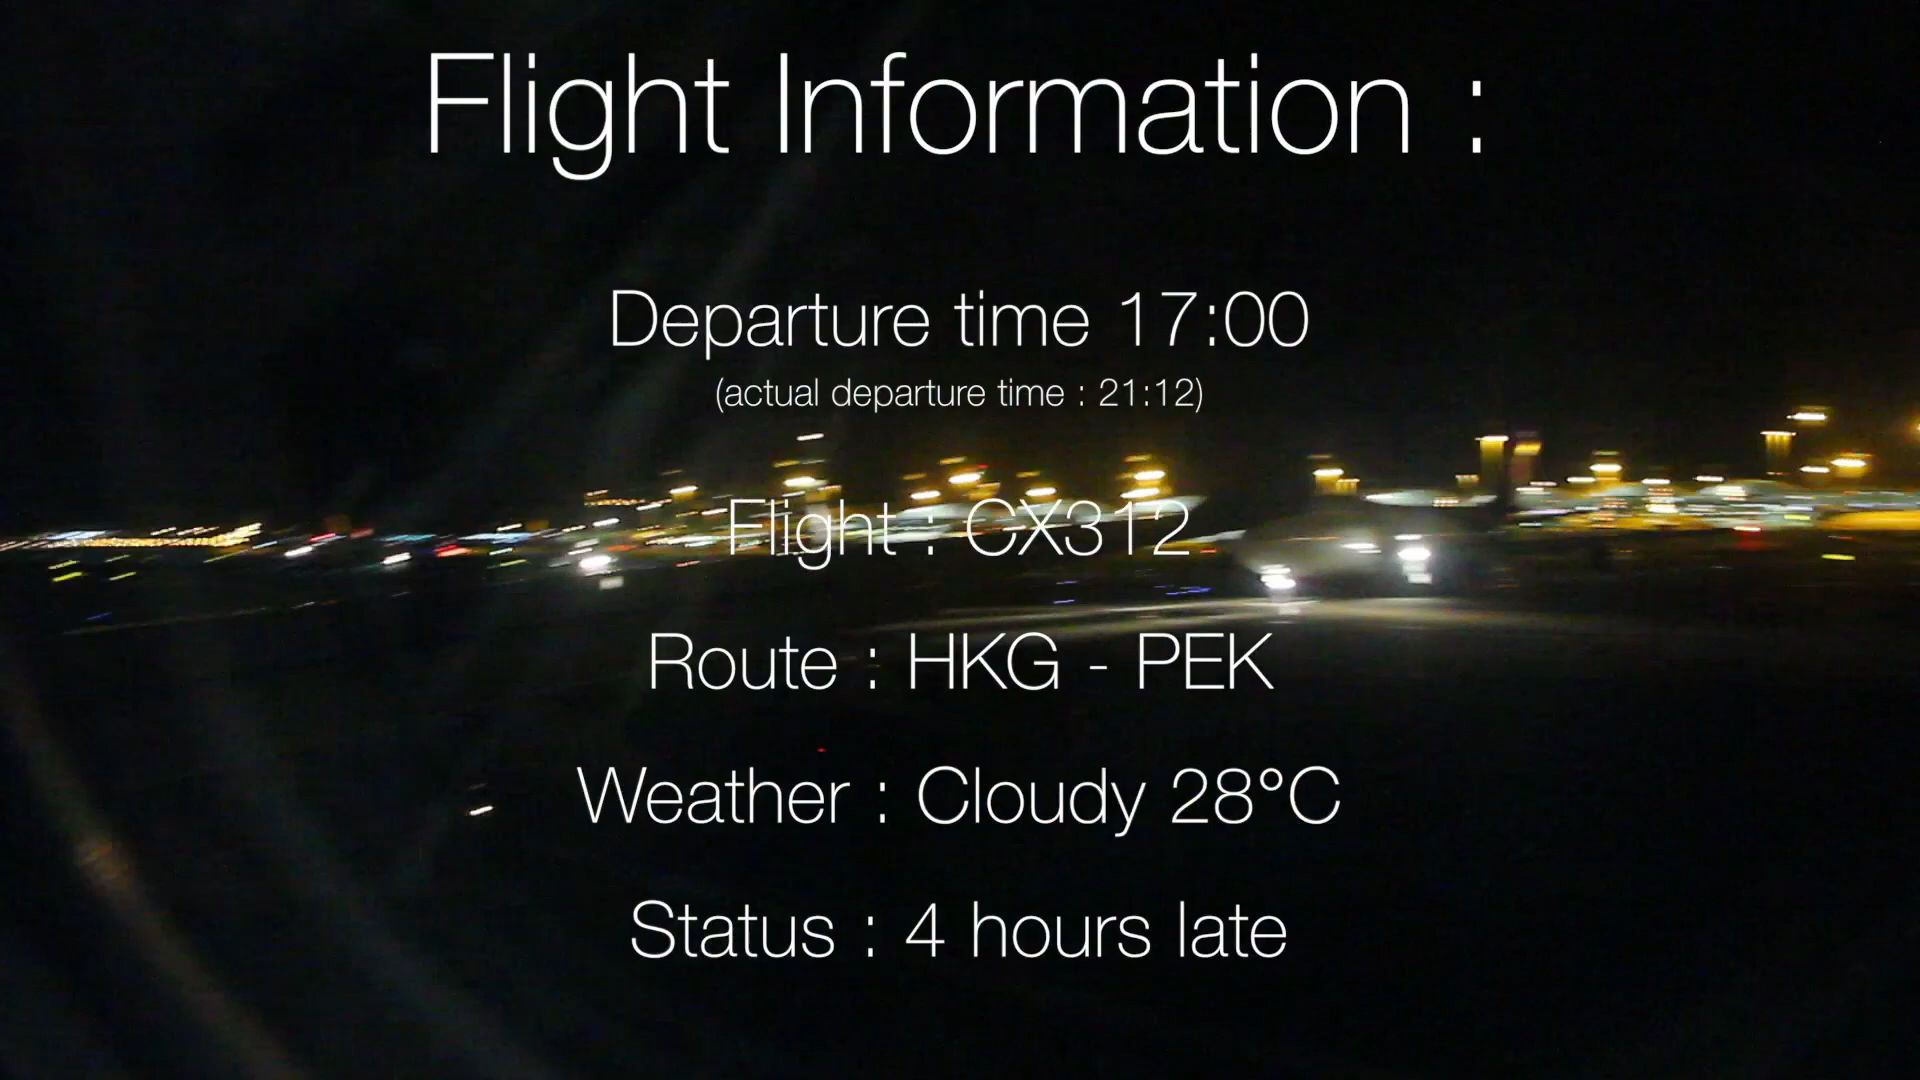 Flight Information :
Departure time 17:00
(actual departure time : 21:12)
Flight : CX312
Route : HKG - PEK
Weather : Cloudy 28°C
Status : 4 hours late